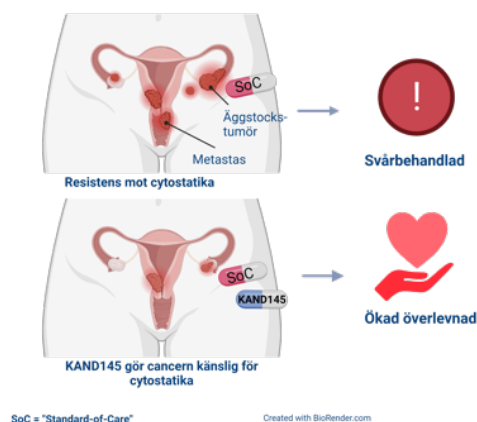 SoC
!
Äggstocks-
tumör
Metastas
Svårbehandlad
Resistens mot cytostatika
SoC
KAND145
Ökad överlevnad
KAND145 gör cancern känslig för
cytostatika
SoC = "Standard-of-Care"
Created with BioRender.com